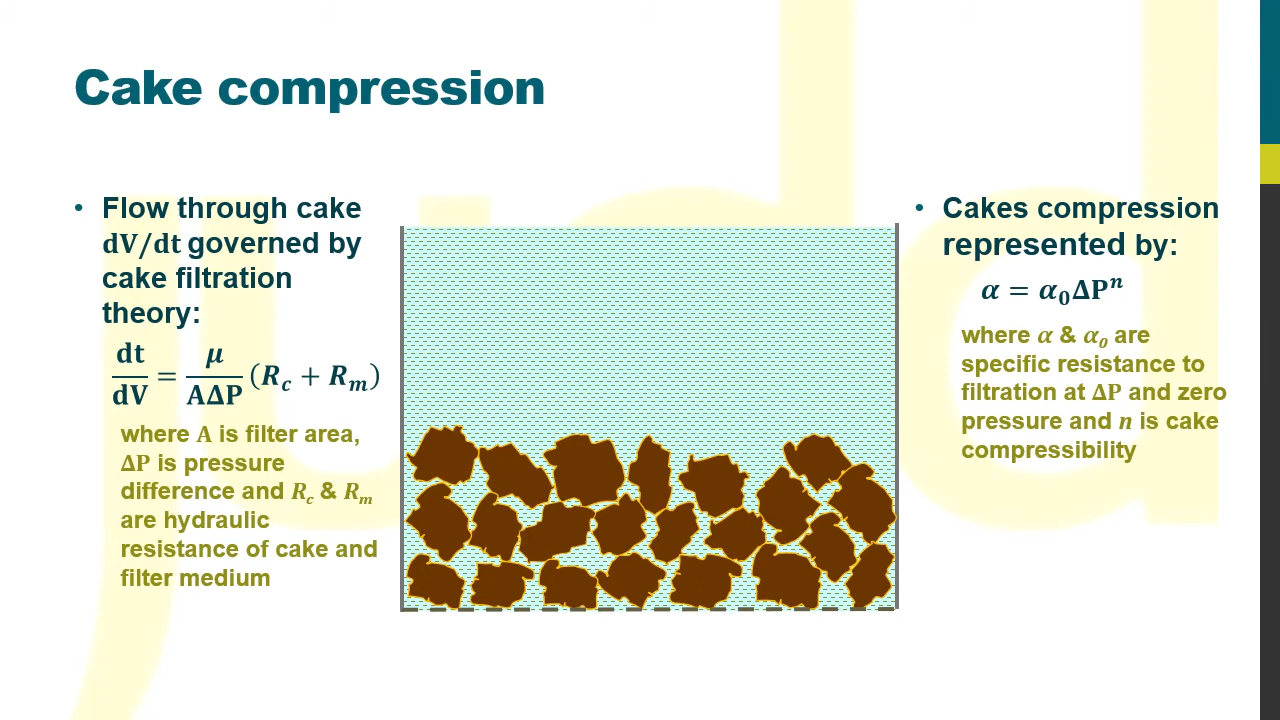 Cake compression
• Flow through cake
dV/dt governed by
cake filtration
theory:
dt/dV = μ/AΔP (R_c + R_m)
where A is filter area,
ΔP is pressure
difference and R_c & R_m
are hydraulic
resistance of cake and
filter medium
• Cakes compression
represented by:
α = α₀ΔPⁿ
where α & α₀ are
specific resistance to
filtration at ΔP and zero
pressure and n is cake
compressibility